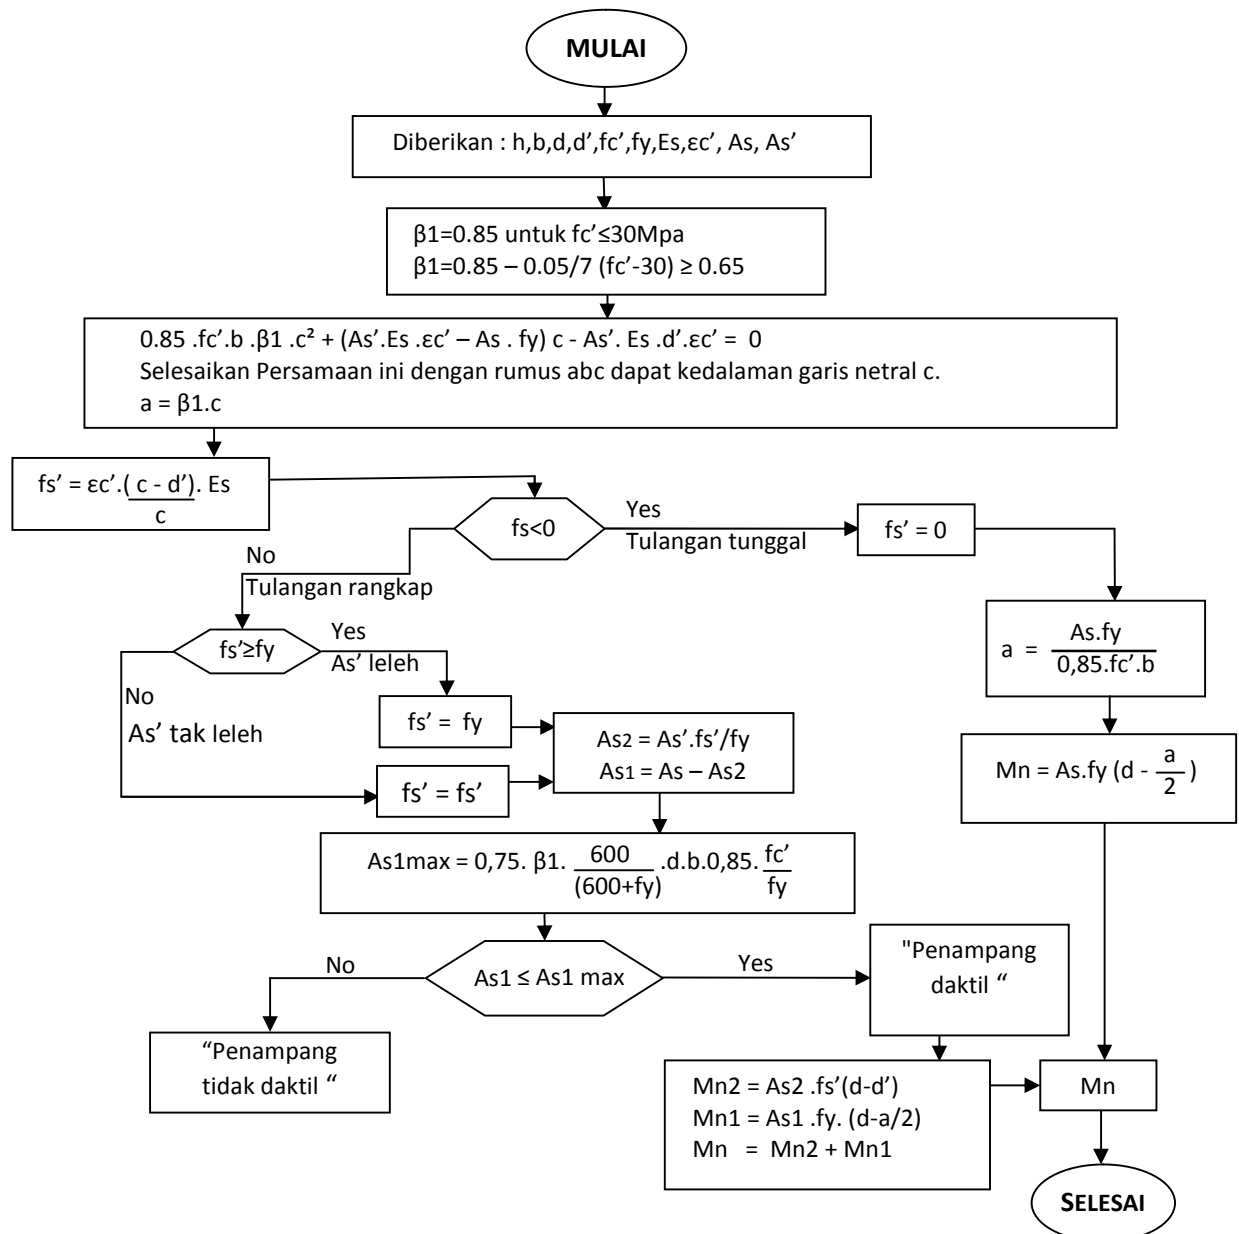 MULAI
Diberikan : h,b,d,d’,fc’,fy,Es,εc’, As, As’
β1=0.85 untuk fc’≤30Mpa
β1=0.85 – 0.05/7 (fc’-30) ≥ 0.65
0.85 .fc’.b .β1 .c² + (As’.Es .εc’ – As . fy) c - As’. Es .d’.εc’ = 0
Selesaikan Persamaan ini dengan rumus abc dapat kedalaman garis netral c.
a = β1.c
fs’ = εc’.( c - d’). Es
c
fs<0
Yes
Tulangan tunggal
fs’ = 0
No
Tulangan rangkap
fs’≥fy
Yes
As’ leleh
No
As’ tak leleh
fs’ = fy
fs’ = fs’
As2 = As’.fs’/fy
As1 = As – As2
a = As.fy
0,85.fc’.b
Mn = As.fy (d - a )
2
As1max = 0,75. β1. 600 .d.b.0,85. fc’
(600+fy) fy
As1 ≤ As1 max
No
Yes
"Penampang
daktil “
“Penampang
tidak daktil “
Mn2 = As2 .fs’(d-d’)
Mn1 = As1 .fy. (d-a/2)
Mn = Mn2 + Mn1
Mn
SELESAI